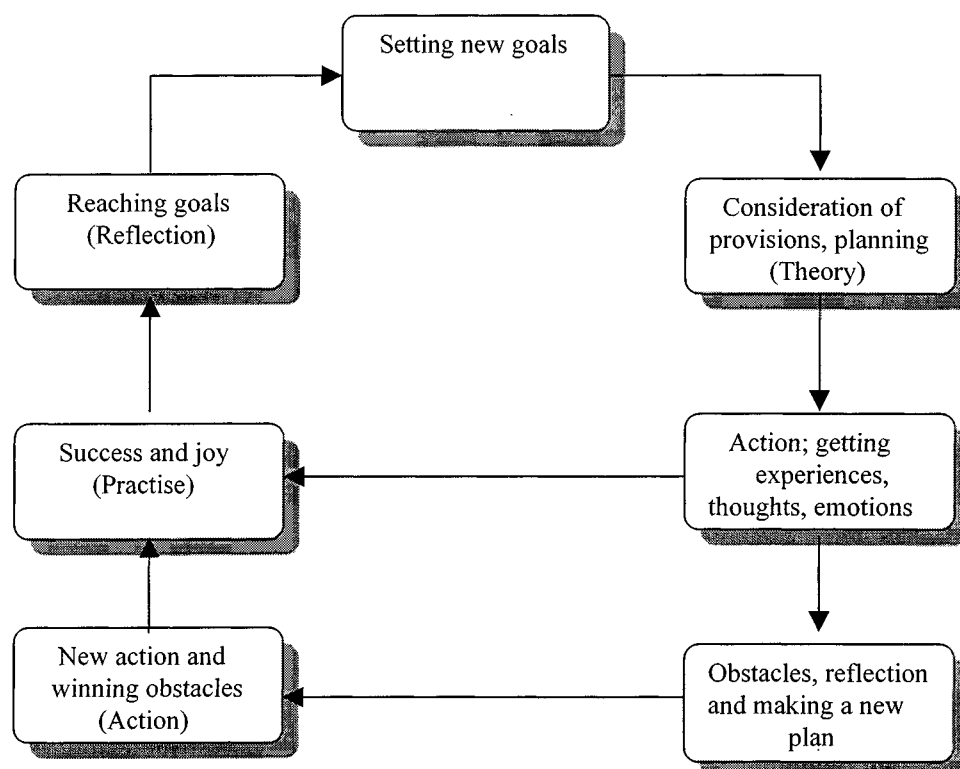 Setting new goals
Reaching goals
(Reflection)
Consideration of
provisions, planning
(Theory)
Success and joy
(Practise)
Action; getting
experiences,
thoughts, emotions
New action and
winning obstacles
(Action)
Obstacles, reflection
and making a new
plan